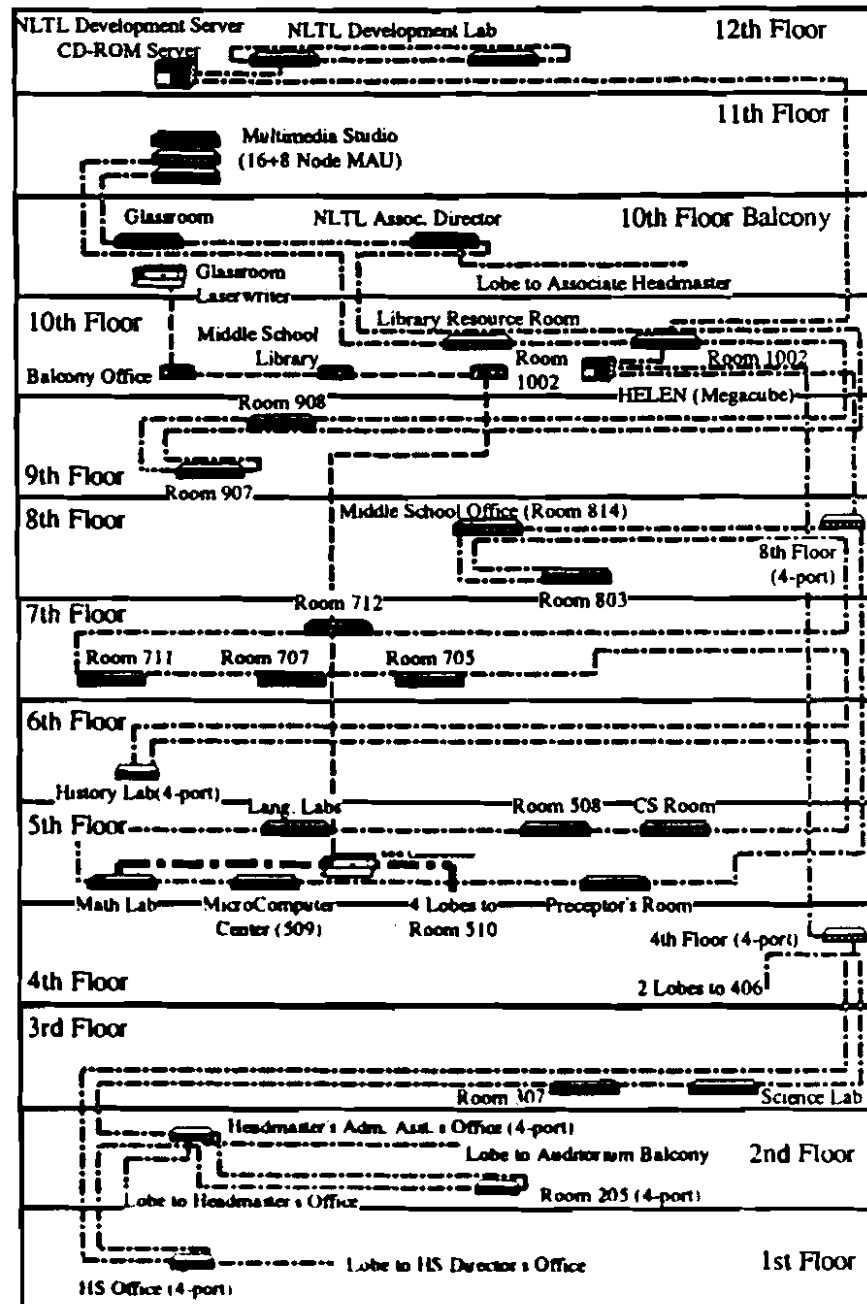 NLTL Development Server
NLTL Development Lab
12th Floor
CD-ROM Server
11th Floor
Multimedia Studio
(16+8 Node MAU)
Glassroom
NLTL Assoc. Director
10th Floor Balcony
Glassroom
Laserwriter
Lobe to Associate Headmaster
10th Floor
Library Resource Room
Middle School
Library
Balcony Office
Room
1002
Room 1002
HELEN (Megacube)
Room 908
9th Floor
Room 907
8th Floor
Middle School Office (Room 814)
8th Floor
(4-port)
Room 803
7th Floor
Room 712
Room 711
Room 707
Room 705
6th Floor
History Lab(4-port)
Lang. Labs
Room 508
CS Room
5th Floor
Math Lab
MicroComputer
Center (509)
4 Lobes to
Room 510
Preceptor's Room
4th Floor (4-port)
4th Floor
2 Lobes to 406
3rd Floor
Room 307
Science Lab
Headmaster's Adm. Asst.'s Office (4-port)
Lobe to Auditorium Balcony
2nd Floor
Lobe to Headmaster's Office
Room 205 (4-port)
Lobe to HS Director's Office
1st Floor
HS Office (4-port)